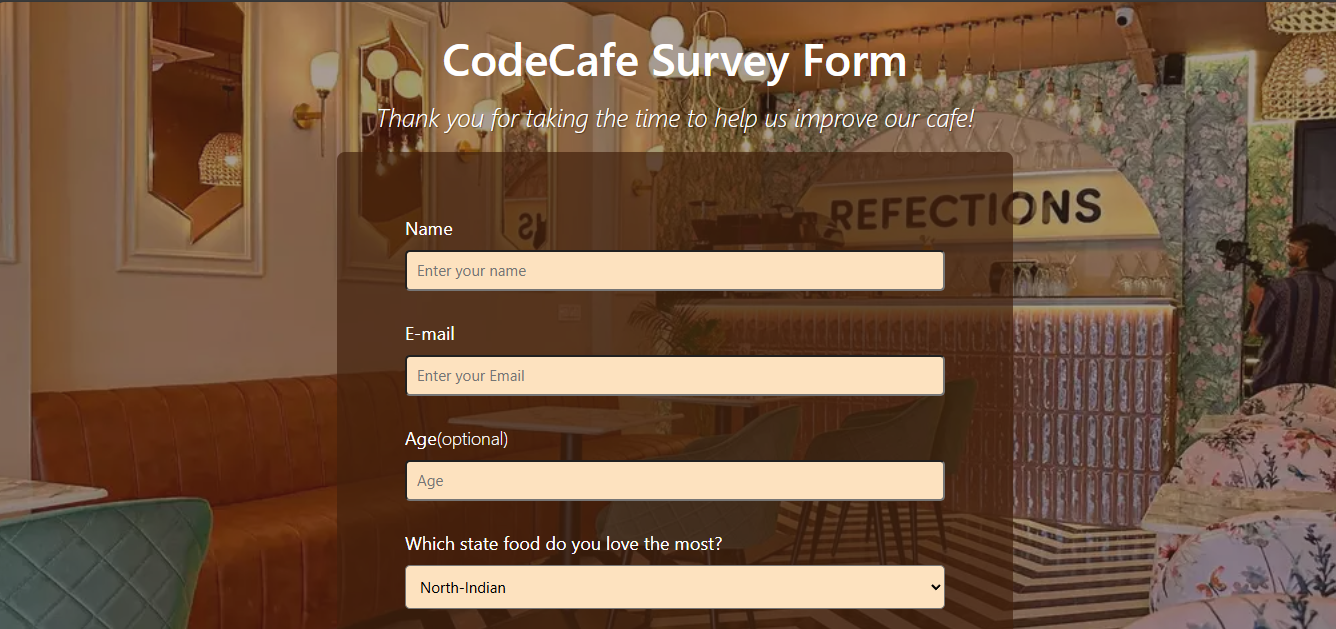 CodeCafe Survey Form
Thank you for taking the time to help us improve our cafe!
REFECTIONS
Name
Enter your name
E-mail
Enter your Email
Age(optional)
Age
Which state food do you love the most?
North-Indian